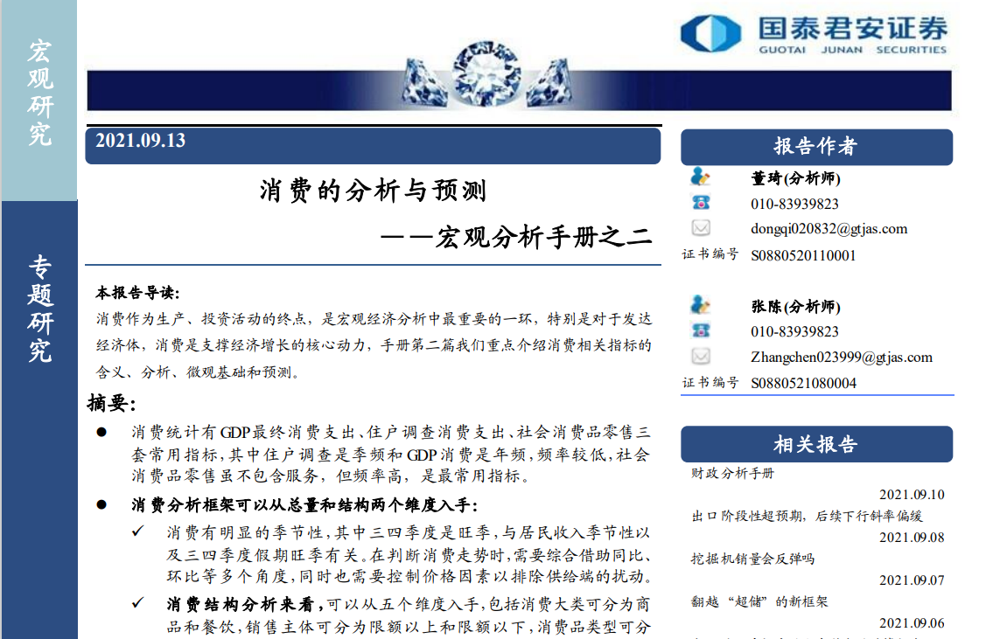 宏观研究
专题研究
国泰君安证券
GUOTAI JUNAN SECURITIES
2021.09.13
消费的分析与预测
——宏观分析手册之二
本报告导读:
消费作为生产、投资活动的终点，是宏观经济分析中最重要的一环，特别是对于发达
经济体，消费是支撑经济增长的核心动力，手册第二篇我们重点介绍消费相关指标的
含义、分析、微观基础和预测。
摘要:
● 消费统计有GDP最终消费支出、住户调查消费支出、社会消费品零售三
套常用指标,其中住户调查是季频和GDP消费是年频,频率较低,社会
消费品零售虽不包含服务，但频率高，是最常用指标。
● 消费分析框架可以从总量和结构两个维度入手:
✓ 消费有明显的季节性,其中三四季度是旺季,与居民收入季节性以
及三四季度假期旺季有关。在判断消费走势时,需要综合借助同比、
环比等多个角度,同时也需要控制价格因素以排除供给端的扰动。
✓ 消费结构分析来看,可以从五个维度入手,包括消费大类可分为商
品和餐饮,销售主体可分为限额以上和限额以下,消费品类型可分
报告作者
董琦(分析师)
010-83939823
dongqi020832@gtjas.com
证书编号 S0880520110001
张陈(分析师)
010-83939823
Zhangchen023999@gtjas.com
证书编号 S0880521080004
相关报告
财政分析手册
2021.09.10
出口阶段性超预期，后续下行斜率偏缓
2021.09.08
挖掘机销量会反弹吗
2021.09.07
翻越“超储”的新框架
2021.09.06